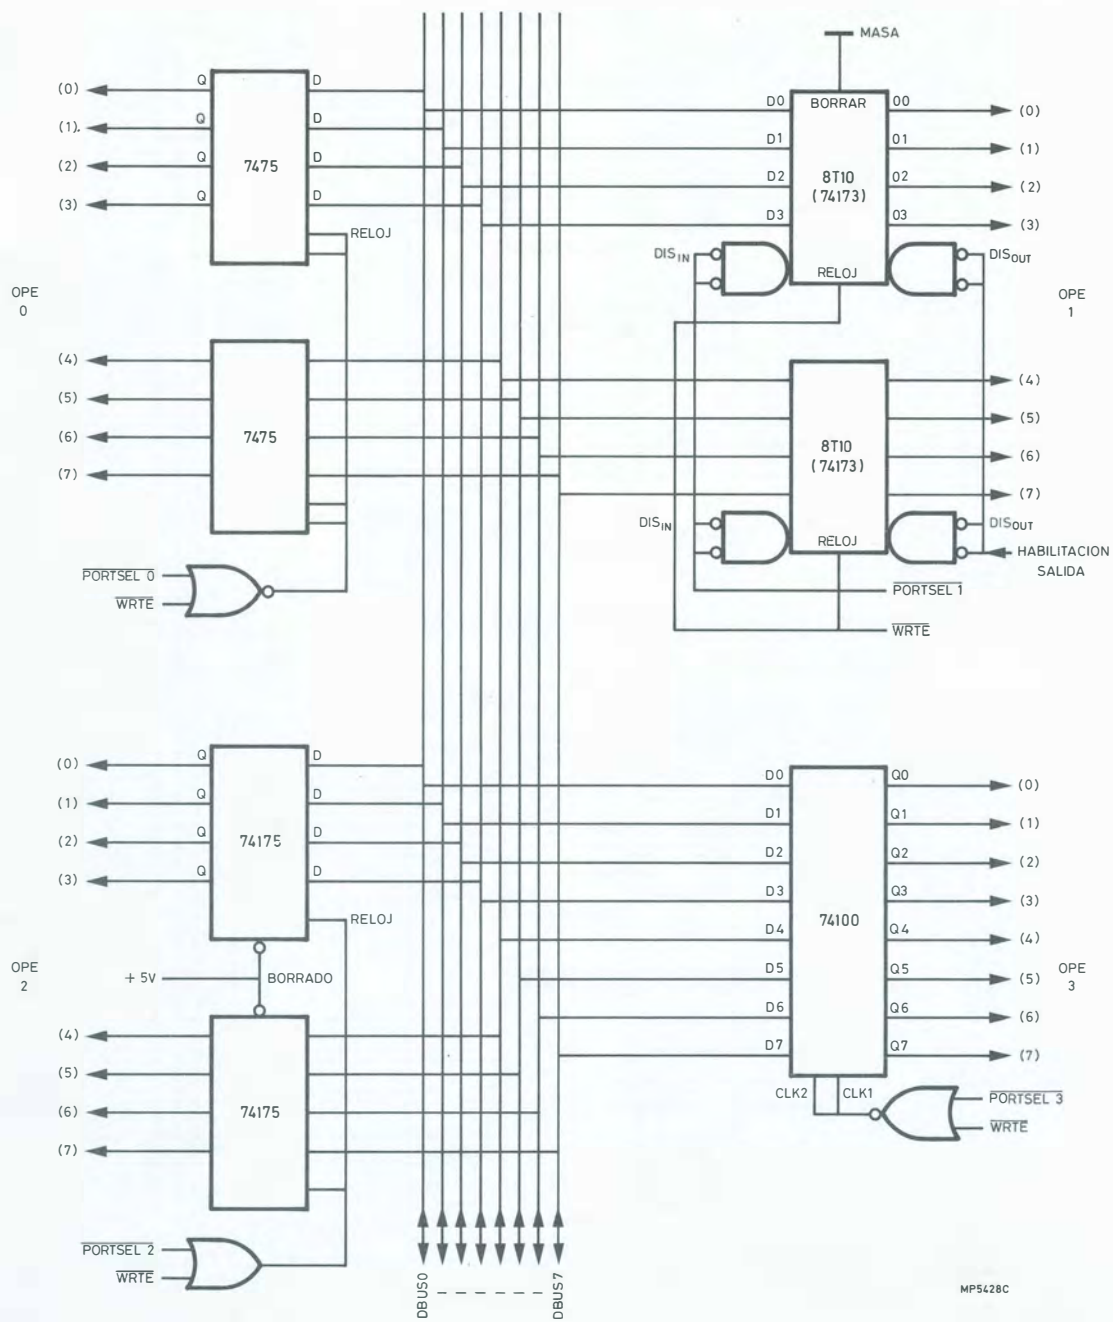 MASA
(0) Q D D0 BORRAR O0 (0)
(1). Q D D1 O1 (1)
7475 8T10
(74173)
(2) Q D D2 O2 (2)
(3) Q D D3 O3 (3)
RELOJ
DISIN RELOJ DISOUT
OPE
0
OPE
1
(4) (4)
(5) (5)
7475 8T10
(74173)
(6) (6)
(7) (7)
DISIN RELOJ DISOUT
HABILITACION
SALIDA
PORTSEL 0
WRTE
PORTSEL 1
WRTE
(0) Q D D0 Q0 (0)
(1) Q D D1 Q1 (1)
74175
(2) Q D D2 Q2 (2)
(3) Q D D3 Q3 (3)
74100
RELOJ D4 Q4 (4)
OPE
2
+ 5V BORRADO
D5 Q5 (5)
OPE
3
(4) D6 Q6 (6)
(5) D7 Q7 (7)
74175
(6)
(7)
CLK2 CLK1
PORTSEL 3
WRTE
PORTSEL 2
WRTE
DBUS0 - - - - - DBUS7
MP5428C